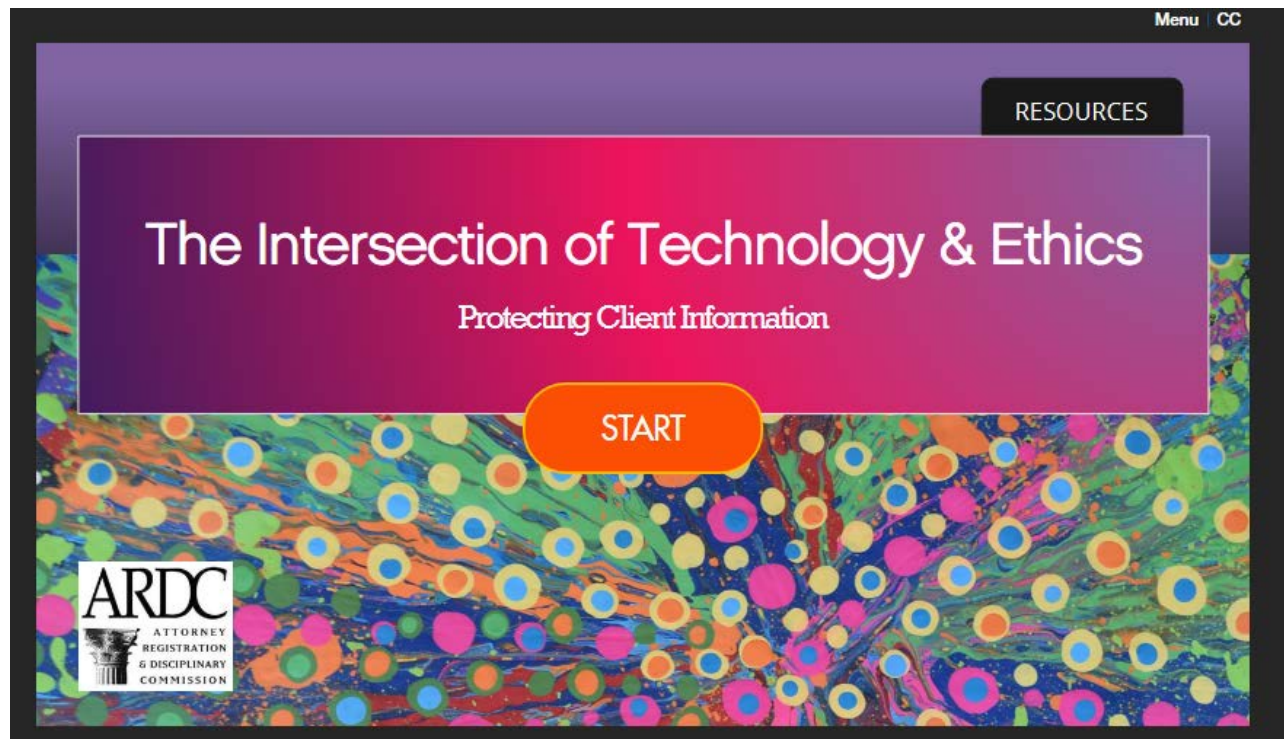 Menu | CC
RESOURCES
The Intersection of Technology & Ethics
Protecting Client Information
START
ARDC
ATTORNEY
REGISTRATION
& DISCIPLINARY
COMMISSION